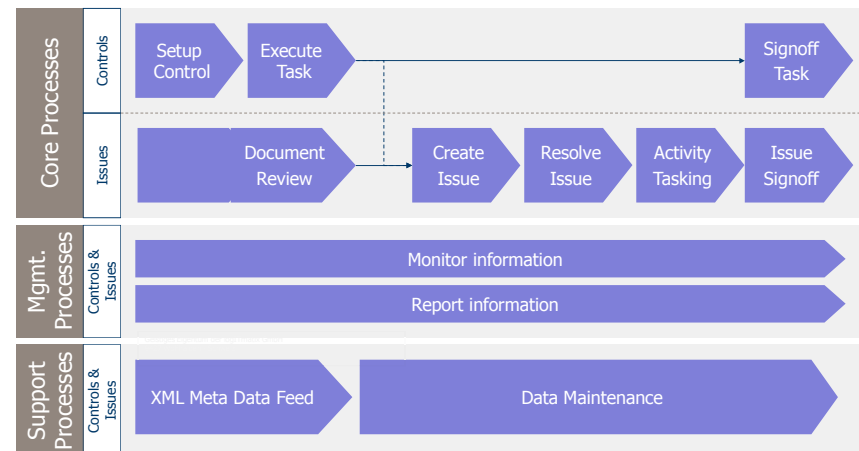 Core Processes
Controls
Setup
Control
Execute
Task
Signoff
Task
Issues
Document
Review
Create
Issue
Resolve
Issue
Activity
Tasking
Issue
Signoff
Mgmt.
Processes
Controls &
Issues
Monitor information
Report information
Support
Processes
Controls &
Issues
XML Meta Data Feed
Data Maintenance